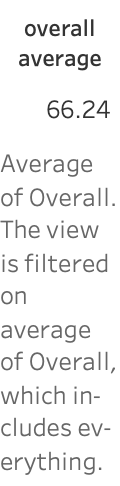 overall
average
66.24
Average
of Overall.
The view
is filtered
on
average
of Overall,
which in-
cludes ev-
erything.